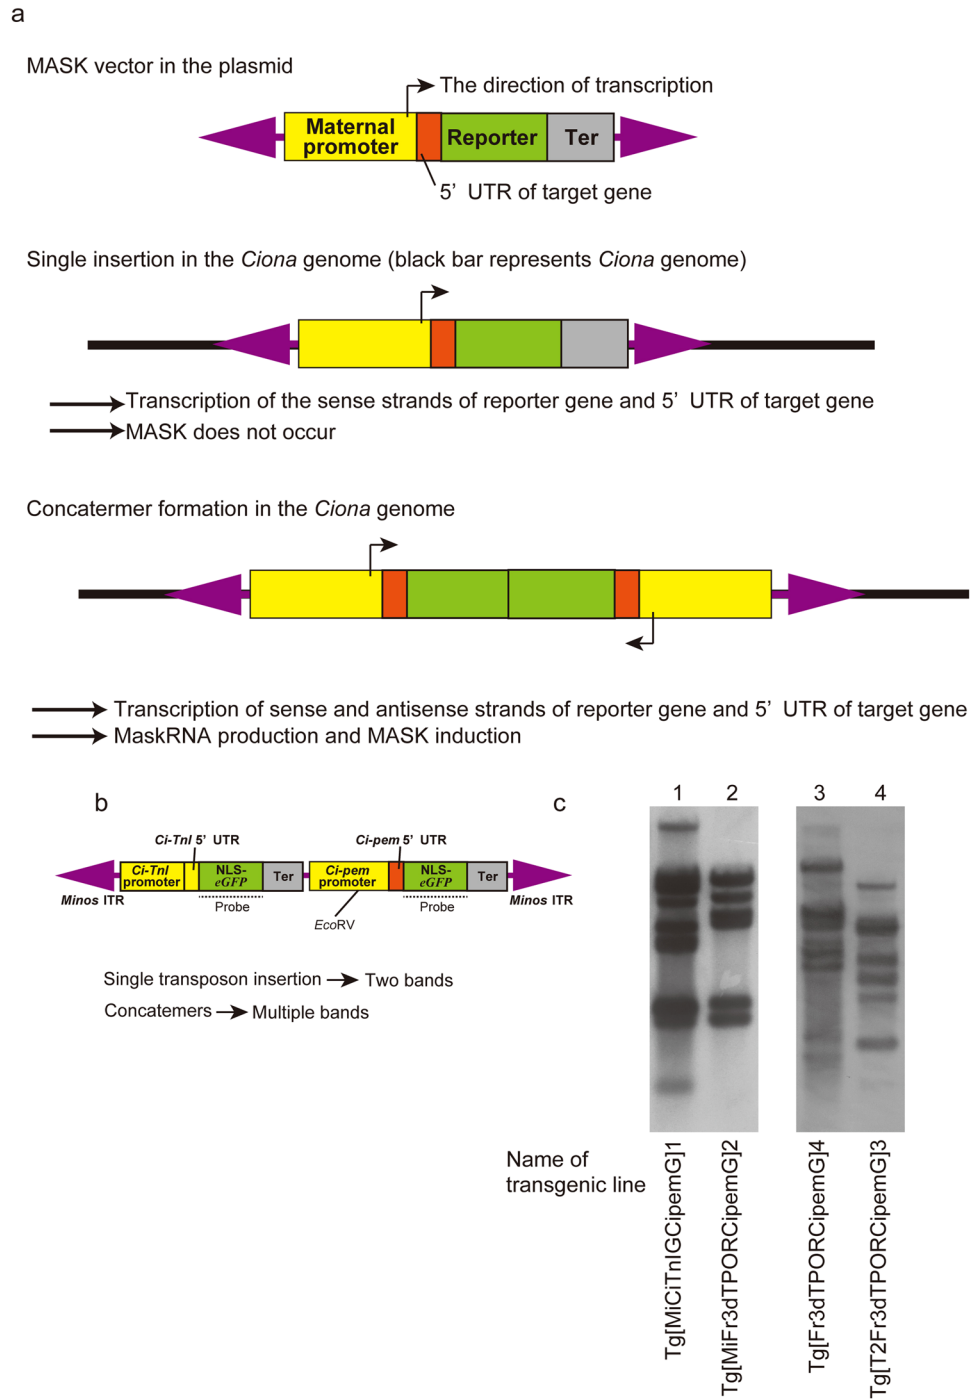 a
MASK vector in the plasmid
The direction of transcription
Maternal
promoter
Reporter
Ter
5' UTR of target gene
Single insertion in the Ciona genome (black bar represents Ciona genome)
Transcription of the sense strands of reporter gene and 5' UTR of target gene
MASK does not occur
Concatermer formation in the Ciona genome
Transcription of sense and antisense strands of reporter gene and 5' UTR of target gene
MaskRNA production and MASK induction
b
Ci-TnI 5' UTR
Ci-pem 5' UTR
Ci-TnI
promoter
NLS-
eGFP
Ter
Ci-pem
promoter
NLS-
eGFP
Ter
Minos ITR
Probe
EcoRV
Probe
Minos ITR
Single transposon insertion → Two bands
Concatemers → Multiple bands
c
1 2 3 4
Name of
transgenic line
Tg[MiCiTnIGCipemG]1
Tg[MiFr3dTPORCipemG]2
Tg[Fr3dTPORCipemG]4
Tg[T2Fr3dTPORCipemG]3